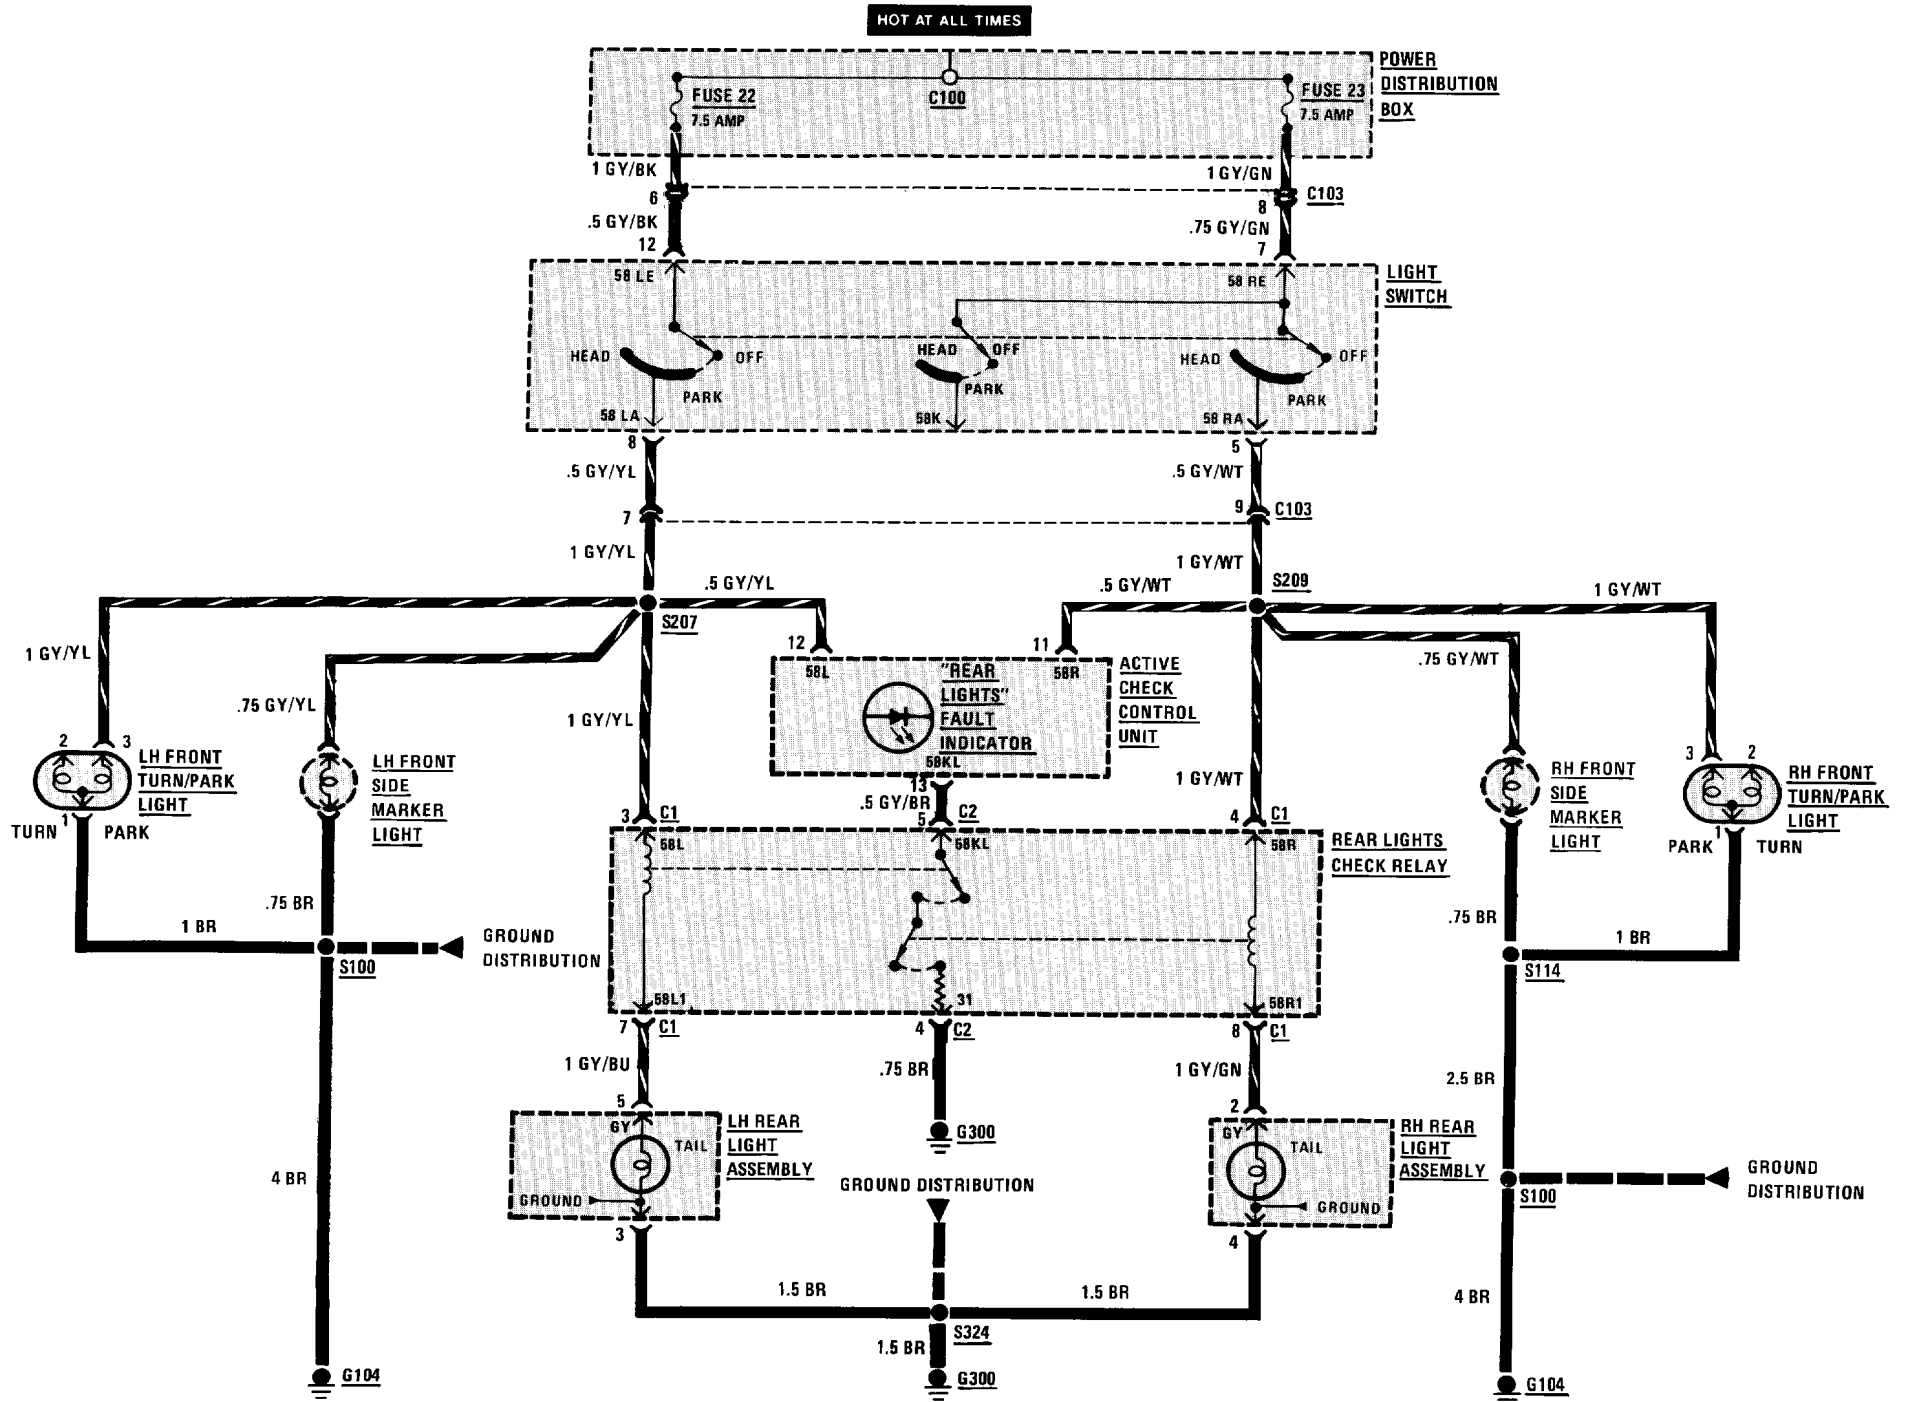 HOT AT ALL TIMES
POWER
DISTRIBUTION
BOX
FUSE 22
7.5 AMP
C100
FUSE 23
7.5 AMP
1 GY/BK
1 GY/GN
6
8
C103
.5 GY/BK
.75 GY/GN
12
7
58 LE
58 RE
LIGHT
SWITCH
HEAD
OFF
PARK
HEAD
OFF
PARK
HEAD
OFF
PARK
58 LA
58K
58 RA
8
5
.5 GY/YL
.5 GY/WT
7
9
C103
1 GY/YL
1 GY/WT
.5 GY/YL
.5 GY/WT
S209
1 GY/WT
S207
1 GY/YL
.75 GY/YL
12
11
.75 GY/WT
58L
"REAR
LIGHTS"
FAULT
INDICATOR
58R
58KL
ACTIVE
CHECK
CONTROL
UNIT
1 GY/YL
1 GY/WT
2
3
LH FRONT
TURN/PARK
LIGHT
TURN
1
PARK
LH FRONT
SIDE
MARKER
LIGHT
13
.5 GY/BR
5
C2
3
C1
4
C1
RH FRONT
SIDE
MARKER
LIGHT
3
2
RH FRONT
TURN/PARK
LIGHT
PARK
1
TURN
58L
58KL
58R
REAR LIGHTS
CHECK RELAY
.75 BR
1 BR
S100
GROUND
DISTRIBUTION
.75 BR
1 BR
S114
58L1
31
58R1
7
C1
4
C2
8
C1
1 GY/BU
.75 BR
1 GY/GN
2.5 BR
5
2
GY
TAIL
GROUND
LH REAR
LIGHT
ASSEMBLY
G300
GY
TAIL
GROUND
RH REAR
LIGHT
ASSEMBLY
GROUND DISTRIBUTION
GROUND
DISTRIBUTION
S100
4 BR
3
4
1.5 BR
1.5 BR
4 BR
S324
1.5 BR
G104
G300
G104